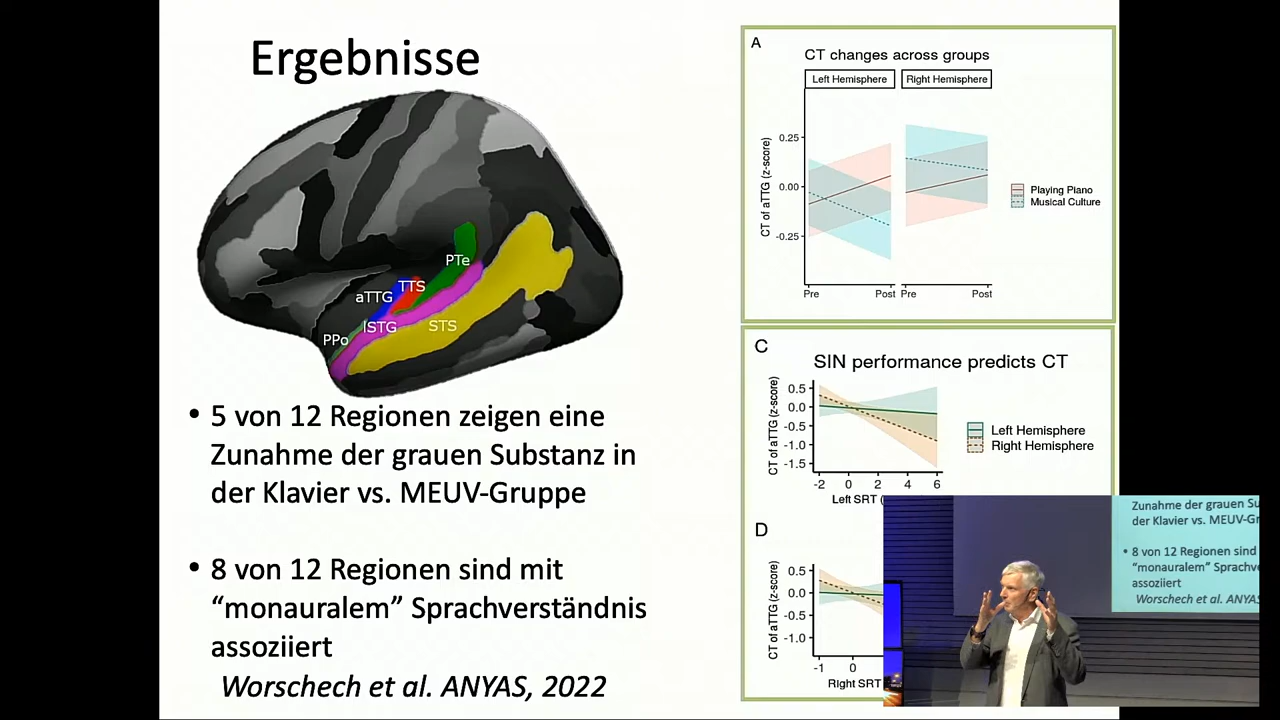 Ergebnisse
PTe
TTS
aTTG
lSTG
STS
PPo
• 5 von 12 Regionen zeigen eine
Zunahme der grauen Substanz in
der Klavier vs. MEUV-Gruppe
• 8 von 12 Regionen sind mit
“monauralem” Sprachverständnis
assoziiert
Worschech et al. ANYAS, 2022
A
CT changes across groups
Left Hemisphere
Right Hemisphere
CT of aTTG (z-score)
0.25
0.00
-0.25
Pre
Post
Pre
Post
Playing Piano
Musical Culture
C
SIN performance predicts CT
CT of aTTG (z-score)
0.5
0.0
-0.5
-1.0
-1.5
-2 0 2 4 6
Left SRT (
Left Hemisphere
Right Hemisphere
D
CT of aTTG (z-score)
0.5
0.0
-0.5
-1.0
-1 0
Right SRT
Zunahme der grauen Su
der Klavier vs. MEUV-Gr
• 8 von 12 Regionen sind
“monauralem” Sprachve
assoziiert
Worschech et al. ANYAS